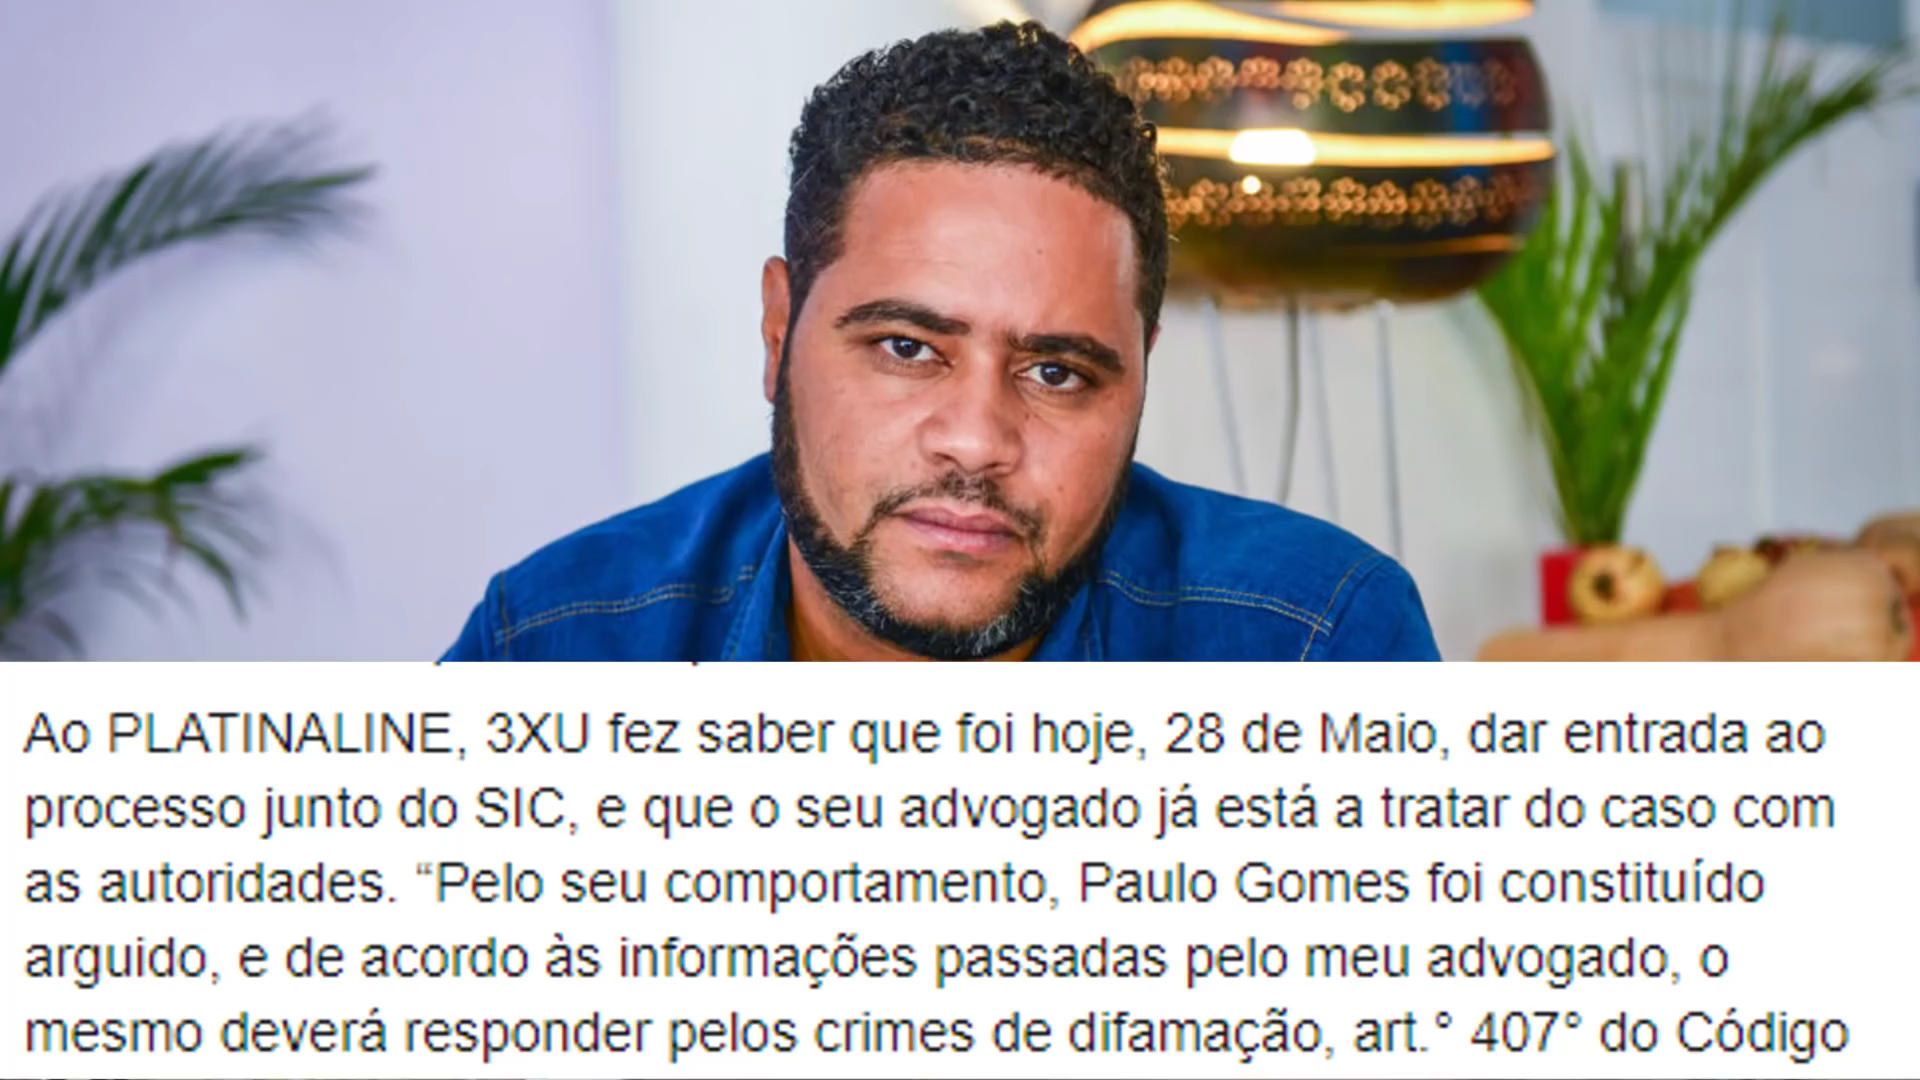 Ao PLATINALINE, 3XU fez saber que foi hoje, 28 de Maio, dar entrada ao
processo junto do SIC, e que o seu advogado já está a tratar do caso com
as autoridades. “Pelo seu comportamento, Paulo Gomes foi constituído
arguido, e de acordo às informações passadas pelo meu advogado, o
mesmo deverá responder pelos crimes de difamação, art.° 407° do Código